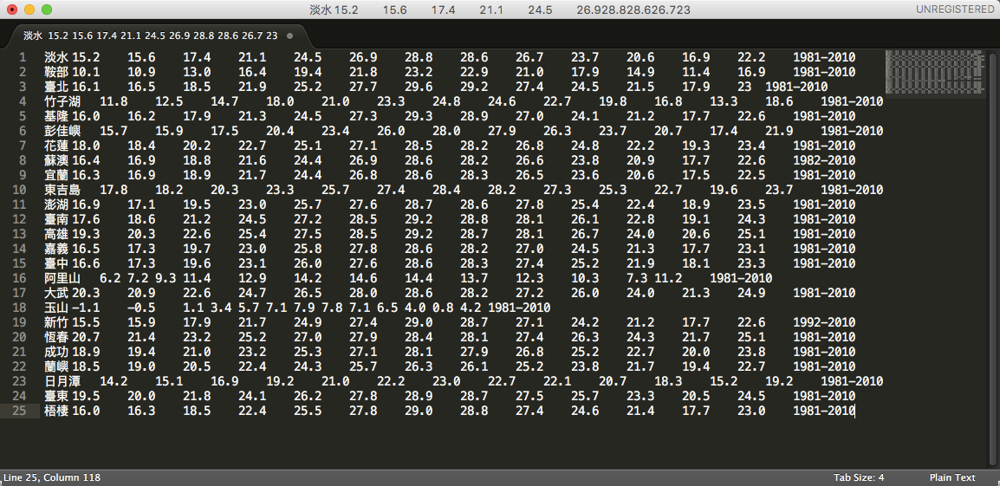 淡水 15.2 15.6 17.4 21.1 24.5 26.928.828.626.723 UNREGISTERED
淡水 15.2 15.6 17.4 21.1 24.5 26.9 28.8 28.6 26.7 23
1 淡水 15.2 15.6 17.4 21.1 24.5 26.9 28.8 28.6 26.7 23.7 20.6 16.9 22.2 1981-2010
2 鞍部 10.1 10.9 13.0 16.4 19.4 21.8 23.2 22.9 21.0 17.9 14.9 11.4 16.9 1981-2010
3 臺北 16.1 16.5 18.5 21.9 25.2 27.7 29.6 29.2 27.4 24.5 21.5 17.9 23 1981-2010
4 竹子湖 11.8 12.5 14.7 18.0 21.0 23.3 24.8 24.6 22.7 19.8 16.8 13.3 18.6 1981-2010
5 基隆 16.0 16.2 17.9 21.3 24.5 27.3 29.3 28.9 27.0 24.1 21.2 17.7 22.6 1981-2010
6 彭佳嶼 15.7 15.9 17.5 20.4 23.4 26.0 28.0 27.9 26.3 23.7 20.7 17.4 21.9 1981-2010
7 花蓮 18.0 18.4 20.2 22.7 25.1 27.1 28.5 28.2 26.8 24.8 22.2 19.3 23.4 1981-2010
8 蘇澳 16.4 16.9 18.8 21.6 24.4 26.9 28.6 28.2 26.6 23.8 20.9 17.7 22.6 1982-2010
9 宜蘭 16.3 16.9 18.9 21.7 24.4 26.8 28.6 28.3 26.5 23.6 20.6 17.5 22.5 1981-2010
10 東吉島 17.8 18.2 20.3 23.3 25.7 27.4 28.4 28.2 27.3 25.3 22.7 19.6 23.7 1981-2010
11 澎湖 16.9 17.1 19.5 23.0 25.7 27.6 28.7 28.6 27.8 25.4 22.4 18.9 23.5 1981-2010
12 臺南 17.6 18.6 21.2 24.5 27.2 28.5 29.2 28.8 28.1 26.1 22.8 19.1 24.3 1981-2010
13 高雄 19.3 20.3 22.6 25.4 27.5 28.5 29.2 28.7 28.1 26.7 24.0 20.6 25.1 1981-2010
14 嘉義 16.5 17.3 19.7 23.0 25.8 27.8 28.6 28.2 27.0 24.5 21.3 17.7 23.1 1981-2010
15 臺中 16.6 17.3 19.6 23.1 26.0 27.6 28.6 28.3 27.4 25.2 21.9 18.1 23.3 1981-2010
16 阿里山 6.2 7.2 9.3 11.4 12.9 14.2 14.6 14.4 13.7 12.3 10.3 7.3 11.2 1981-2010
17 大武 20.3 20.9 22.6 24.7 26.5 28.0 28.6 28.2 27.2 26.0 24.0 21.3 24.9 1981-2010
18 玉山 -1.1 -0.5 1.1 3.4 5.7 7.1 7.9 7.8 7.1 6.5 4.0 0.8 4.2 1981-2010
19 新竹 15.5 15.9 17.9 21.7 24.9 27.4 29.0 28.7 27.1 24.2 21.2 17.7 22.6 1992-2010
20 恆春 20.7 21.4 23.2 25.2 27.0 27.9 28.4 28.1 27.4 26.3 24.3 21.7 25.1 1981-2010
21 成功 18.9 19.4 21.0 23.2 25.3 27.1 28.1 27.9 26.8 25.2 22.7 20.0 23.8 1981-2010
22 蘭嶼 18.5 19.0 20.5 22.4 24.3 25.7 26.3 26.1 25.2 23.8 21.7 19.4 22.7 1981-2010
23 日月潭 14.2 15.1 16.9 19.2 21.0 22.2 23.0 22.7 22.1 20.7 18.3 15.2 19.2 1981-2010
24 臺東 19.5 20.0 21.8 24.1 26.2 27.8 28.9 28.7 27.5 25.7 23.3 20.5 24.5 1981-2010
25 梧棲 16.0 16.3 18.5 22.4 25.5 27.8 29.0 28.8 27.4 24.6 21.4 17.7 23.0 1981-2010
Line 25, Column 118 Tab Size: 4 Plain Text